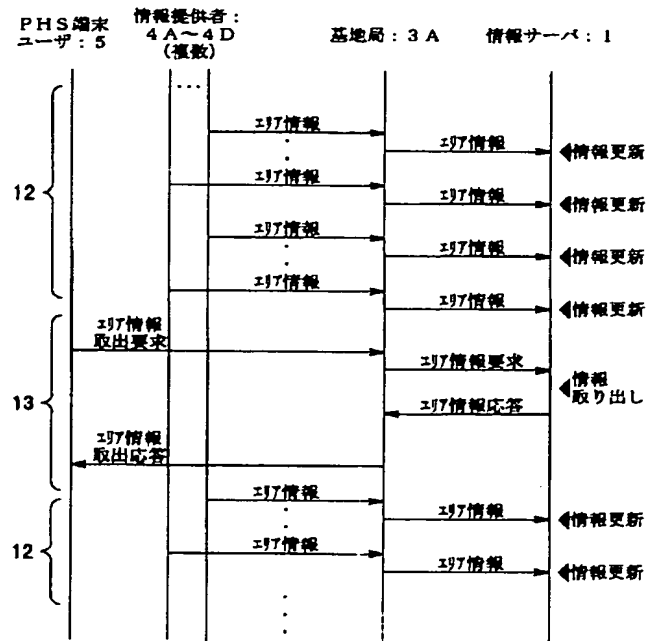 PHS端末
ユーザ:5
情報提供者:
4A~4D
(複数)
基地局:3A
情報サーバ:1
エリア情報
エリア情報
情報更新
12
エリア情報
エリア情報
情報更新
エリア情報
エリア情報
情報更新
エリア情報
エリア情報
情報更新
エリア情報
取出要求
エリア情報要求
情報
取り出し
13
エリア情報応答
エリア情報
取出応答
エリア情報
エリア情報
情報更新
12
エリア情報
エリア情報
情報更新